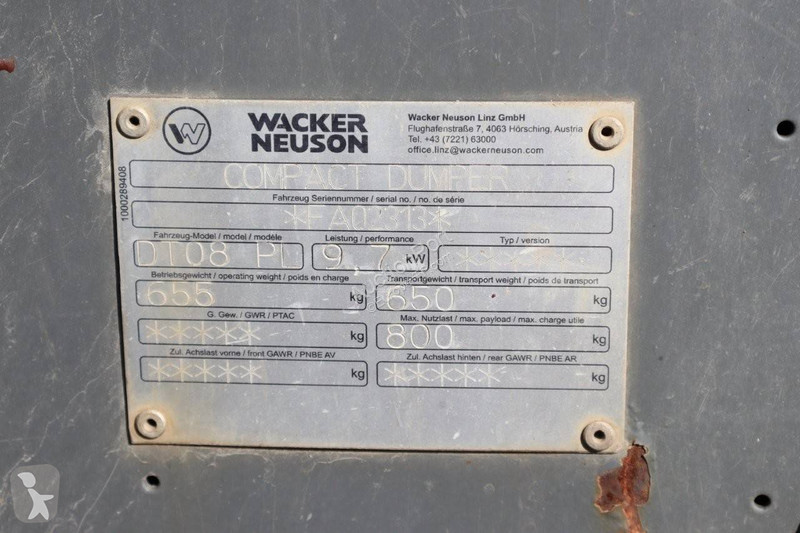 WACKER
NEUSON
Wacker Neuson Linz GmbH
Flughafenstraße 7, 4063 Hörsching, Austria
Tel. +43 (7221) 63000
office.linz@wackerneuson.com
1000289408
COMPACT DUMPER
Fahrzeug Seriennummer / serial no. / no. de série
Fahrzeug-Model / model / modèle
Leistung / performance
Typ / version
DT08
9,7 kW
*****
Betriebsgewicht / operating weight / poids en charge
Transportgewicht / transport weight / poids de transport
655 kg
650 kg
G. Gew. / GWR / PTAC
Max. Nutzlast / max. payload / max. charge utile
***** kg
800 kg
Zul. Achslast vorne / front GAWR / PNBE AV
Zul. Achslast hinten / rear GAWR / PNBE AR
***** kg
***** kg